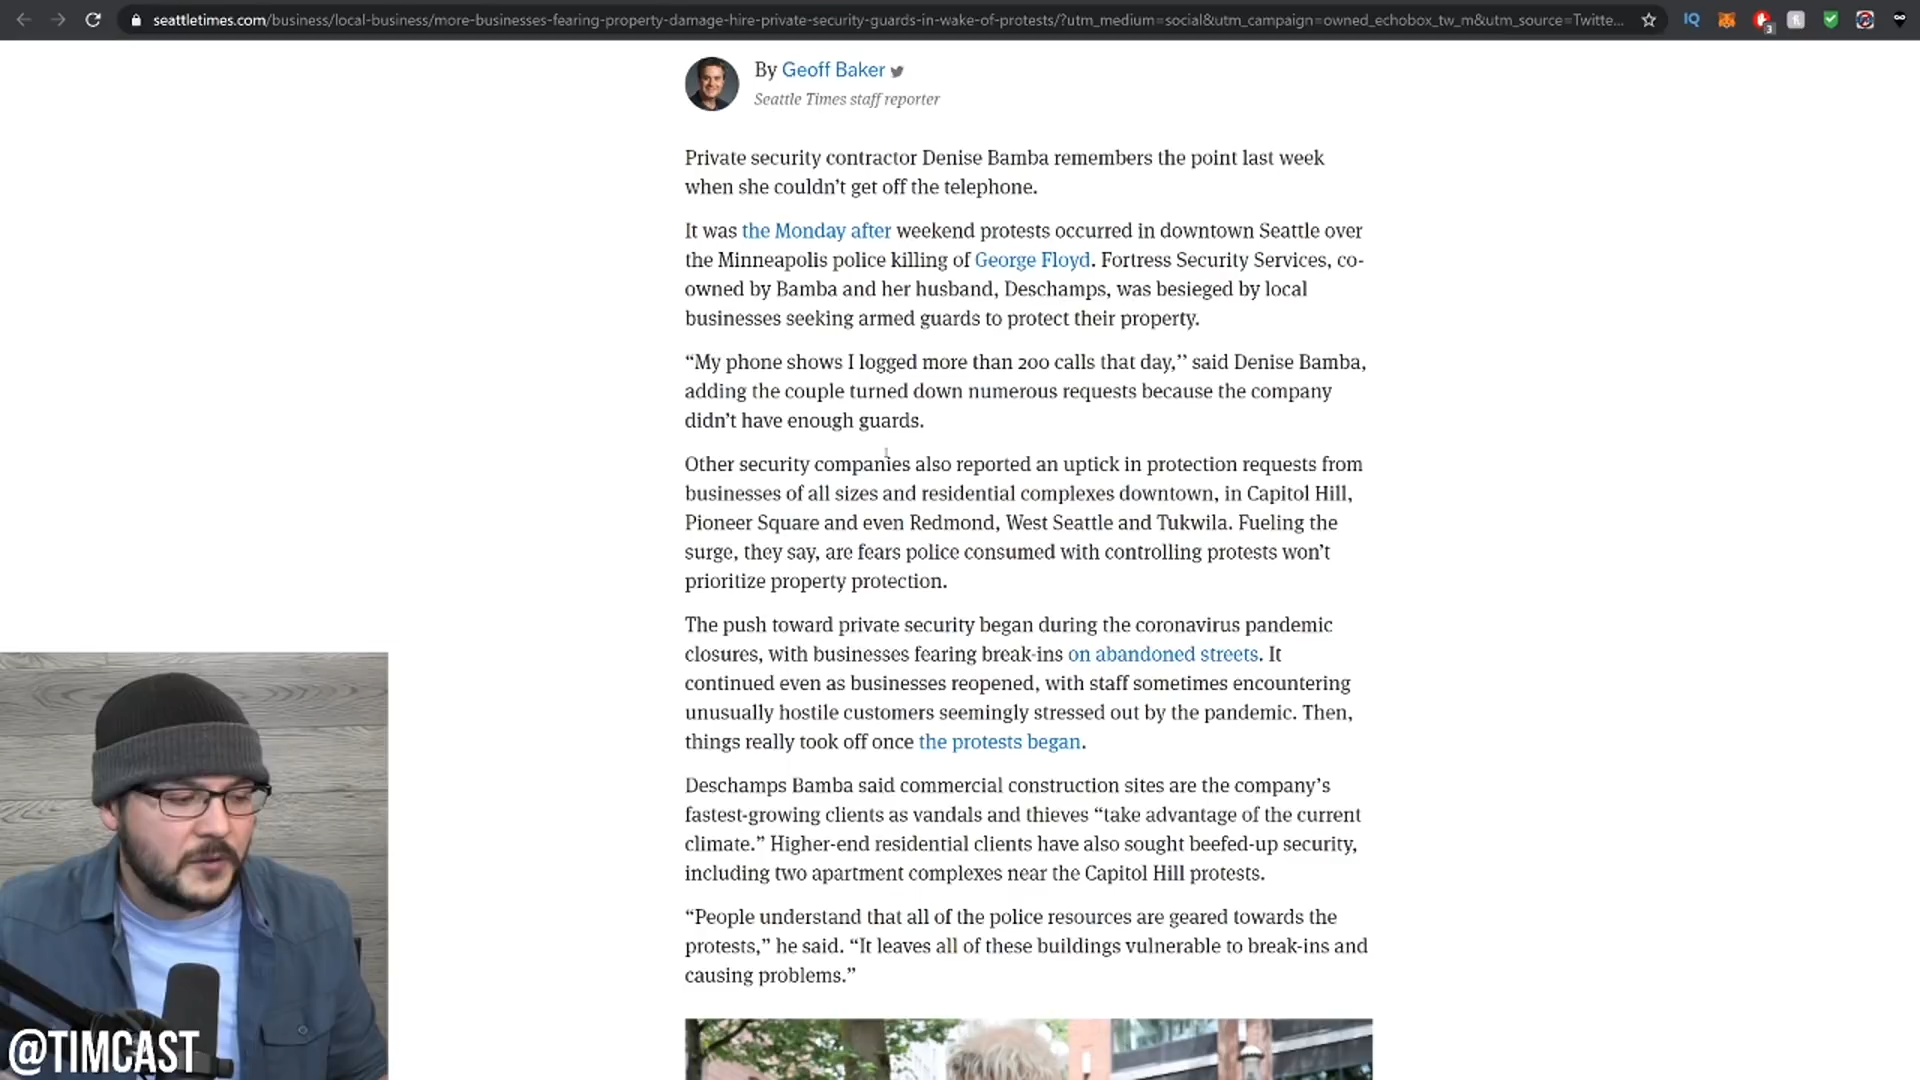 seattletimes.com/business/local-business/more-businesses-fearing-property-damage-hire-private-security-guards-in-wake-of-protests/?utm_medium=social&utm_campaign=owned_echobox_tw_m&utm_source=Twitte...
3
By Geoff Baker
Seattle Times staff reporter
Private security contractor Denise Bamba remembers the point last week
when she couldn’t get off the telephone.
It was the Monday after weekend protests occurred in downtown Seattle over
the Minneapolis police killing of George Floyd. Fortress Security Services, co-
owned by Bamba and her husband, Deschamps, was besieged by local
businesses seeking armed guards to protect their property.
“My phone shows I logged more than 200 calls that day,’’ said Denise Bamba,
adding the couple turned down numerous requests because the company
didn’t have enough guards.
Other security companies also reported an uptick in protection requests from
businesses of all sizes and residential complexes downtown, in Capitol Hill,
Pioneer Square and even Redmond, West Seattle and Tukwila. Fueling the
surge, they say, are fears police consumed with controlling protests won’t
prioritize property protection.
The push toward private security began during the coronavirus pandemic
closures, with businesses fearing break-ins on abandoned streets. It
continued even as businesses reopened, with staff sometimes encountering
unusually hostile customers seemingly stressed out by the pandemic. Then,
things really took off once the protests began.
Deschamps Bamba said commercial construction sites are the company’s
fastest-growing clients as vandals and thieves “take advantage of the current
climate.” Higher-end residential clients have also sought beefed-up security,
including two apartment complexes near the Capitol Hill protests.
“People understand that all of the police resources are geared towards the
protests,” he said. “It leaves all of these buildings vulnerable to break-ins and
causing problems.”
@TIMCAST